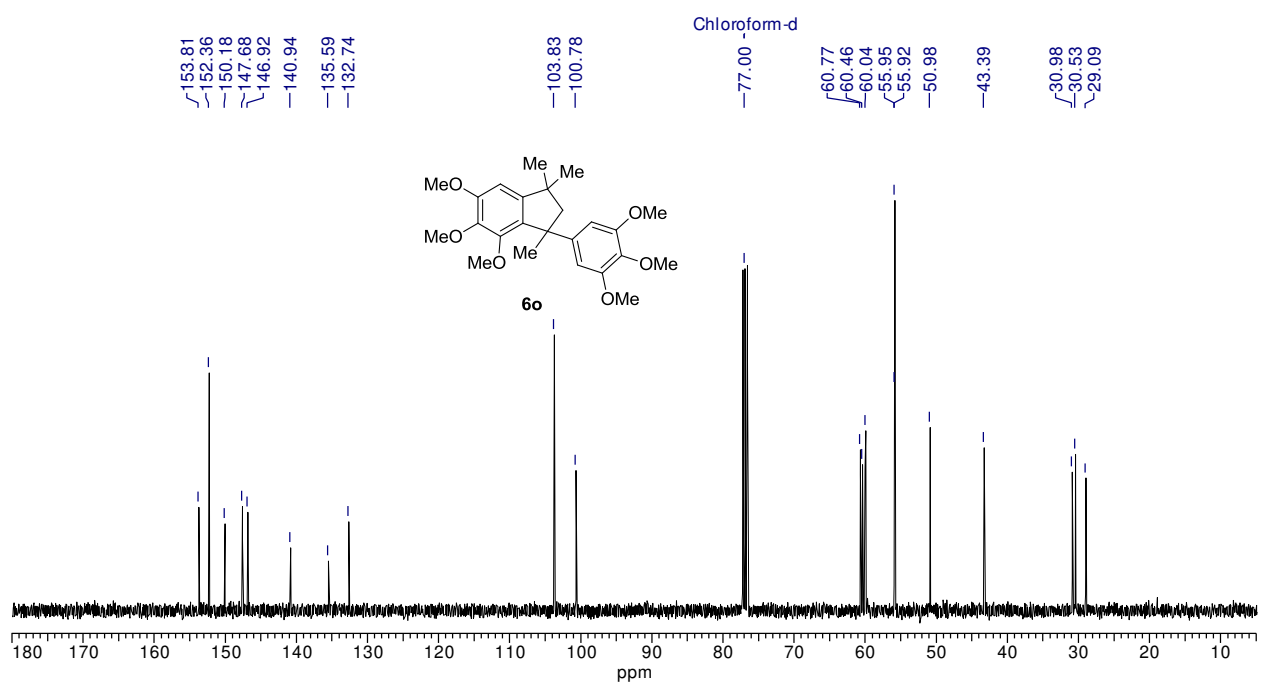 Chloroform-d
153.81
152.36
150.18
147.68
146.92
140.94
135.59
132.74
103.83
100.78
77.00
60.77
60.46
60.04
55.95
55.92
50.98
43.39
30.98
30.53
29.09
Me
Me
MeO
MeO
MeO
Me
OMe
OMe
OMe
6o
180 170 160 150 140 130 120 110 100 90 80 70 60 50 40 30 20 10
ppm